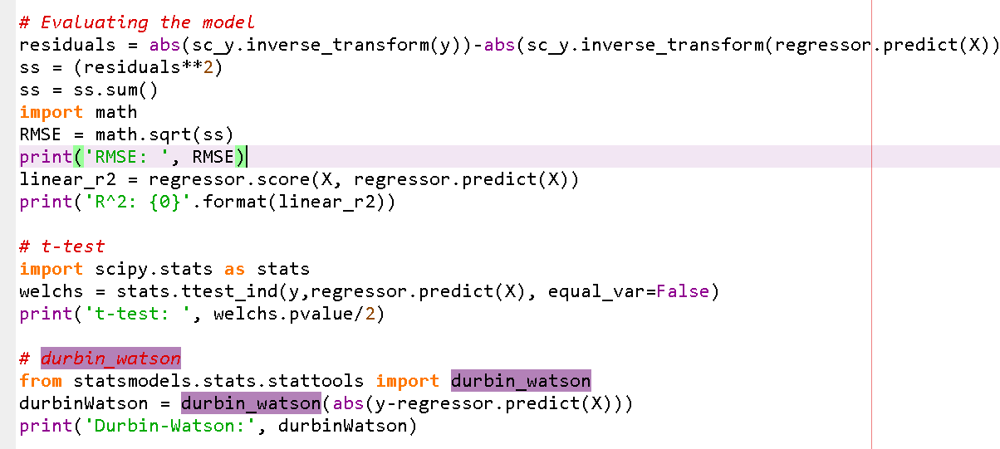 # Evaluating the model
residuals = abs(sc_y.inverse_transform(y))-abs(sc_y.inverse_transform(regressor.predict(X))
ss = (residuals**2)
ss = ss.sum()
import math
RMSE = math.sqrt(ss)
print('RMSE: ', RMSE)
linear_r2 = regressor.score(X, regressor.predict(X))
print('R^2: {0}'.format(linear_r2))
# t-test
import scipy.stats as stats
welchs = stats.ttest_ind(y,regressor.predict(X), equal_var=False)
print('t-test: ', welchs.pvalue/2)
# durbin_watson
from statsmodels.stats.stattools import durbin_watson
durbinWatson = durbin_watson(abs(y-regressor.predict(X)))
print('Durbin-Watson:', durbinWatson)